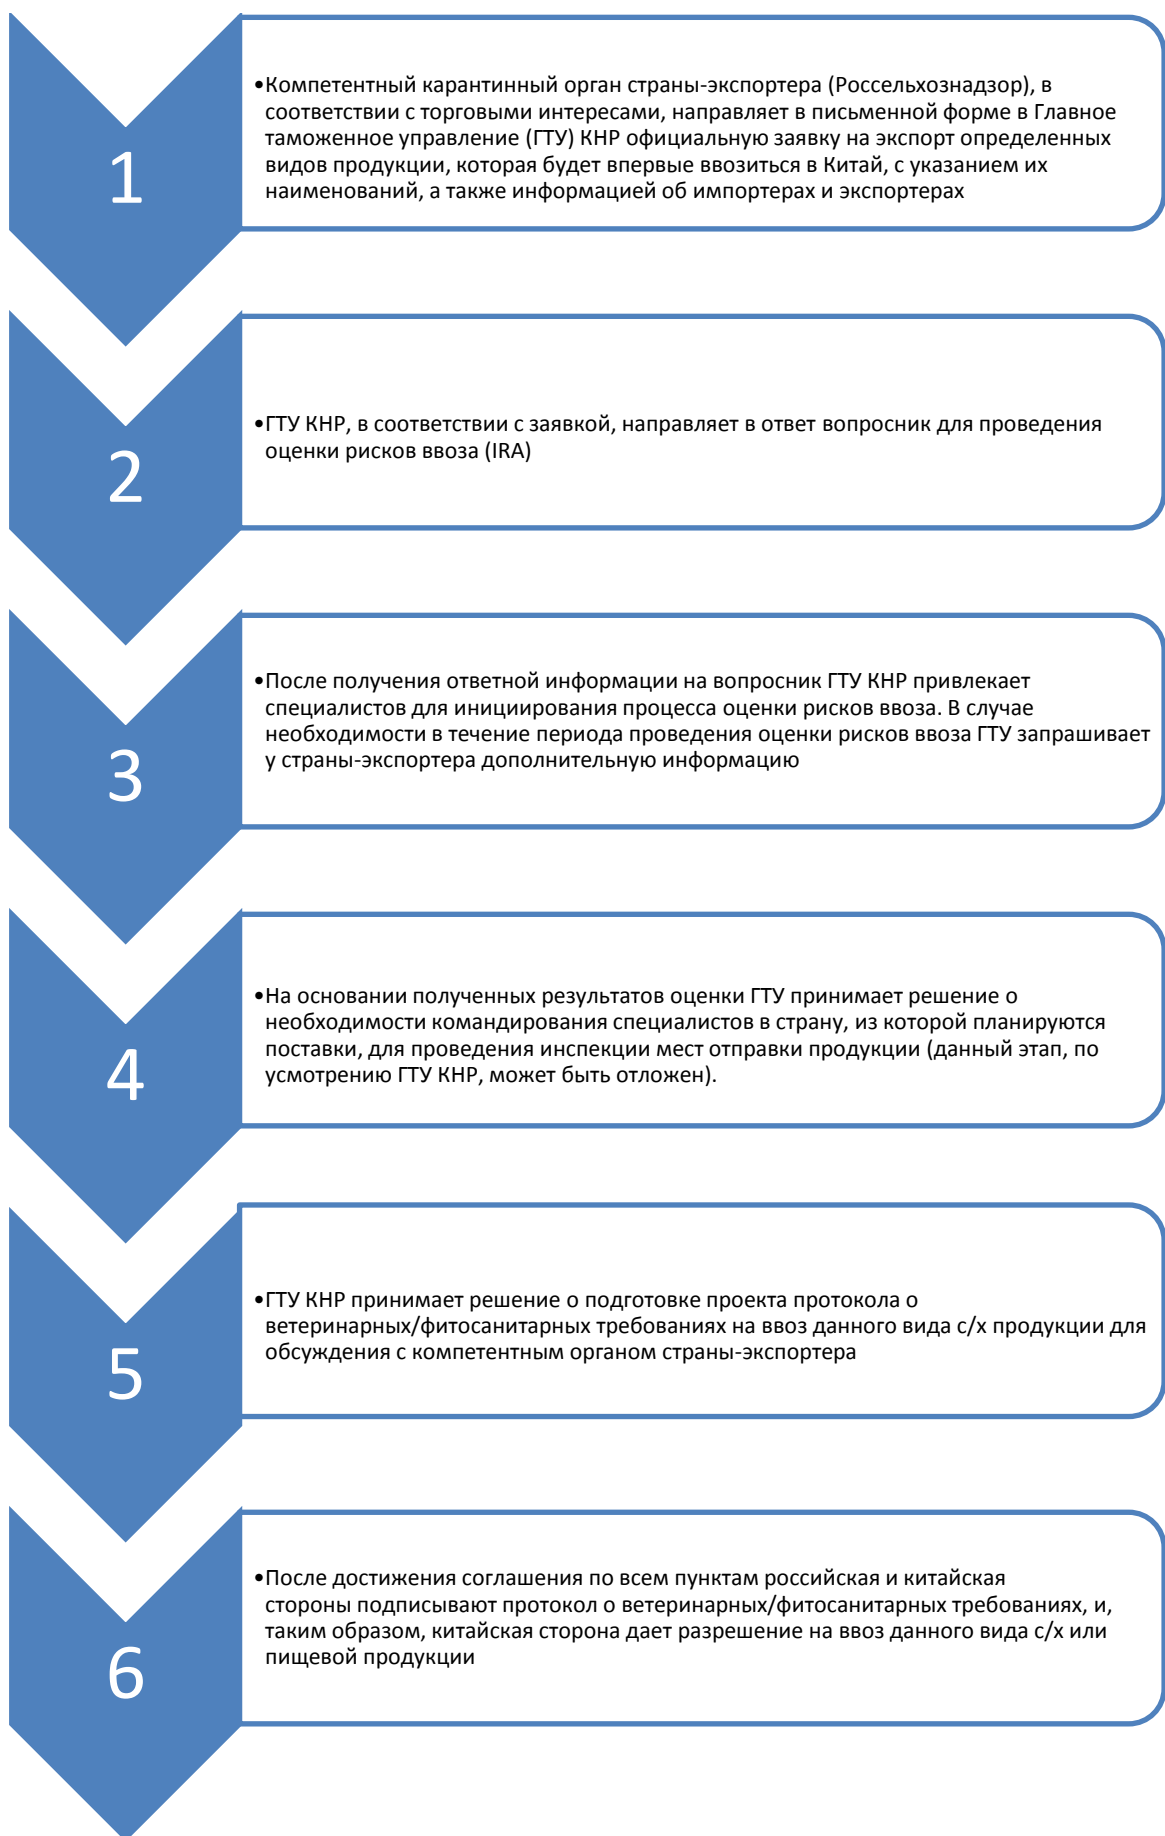 1
•Компетентный карантинный орган страны-экспортера (Россельхознадзор), в
соответствии с торговыми интересами, направляет в письменной форме в Главное
таможенное управление (ГТУ) КНР официальную заявку на экспорт определенных
видов продукции, которая будет впервые ввозиться в Китай, с указанием их
наименований, а также информацией об импортерах и экспортерах
2
•ГТУ КНР, в соответствии с заявкой, направляет в ответ вопросник для проведения
оценки рисков ввоза (IRA)
3
•После получения ответной информации на вопросник ГТУ КНР привлекает
специалистов для инициирования процесса оценки рисков ввоза. В случае
необходимости в течение периода проведения оценки рисков ввоза ГТУ запрашивает
у страны-экспортера дополнительную информацию
4
•На основании полученных результатов оценки ГТУ принимает решение о
необходимости командирования специалистов в страну, из которой планируются
поставки, для проведения инспекции мест отправки продукции (данный этап, по
усмотрению ГТУ КНР, может быть отложен).
5
•ГТУ КНР принимает решение о подготовке проекта протокола о
ветеринарных/фитосанитарных требованиях на ввоз данного вида с/х продукции для
обсуждения с компетентным органом страны-экспортера
6
•После достижения соглашения по всем пунктам российская и китайская
стороны подписывают протокол о ветеринарных/фитосанитарных требованиях, и,
таким образом, китайская сторона дает разрешение на ввоз данного вида с/х или
пищевой продукции